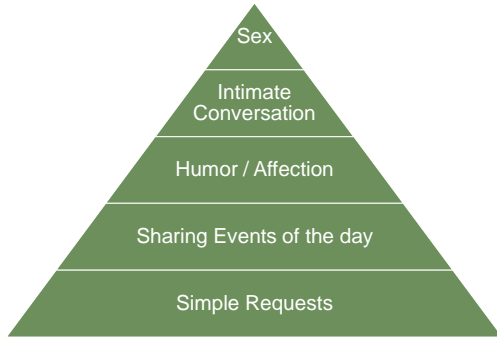 Sex
Intimate
Conversation
Humor / Affection
Sharing Events of the day
Simple Requests